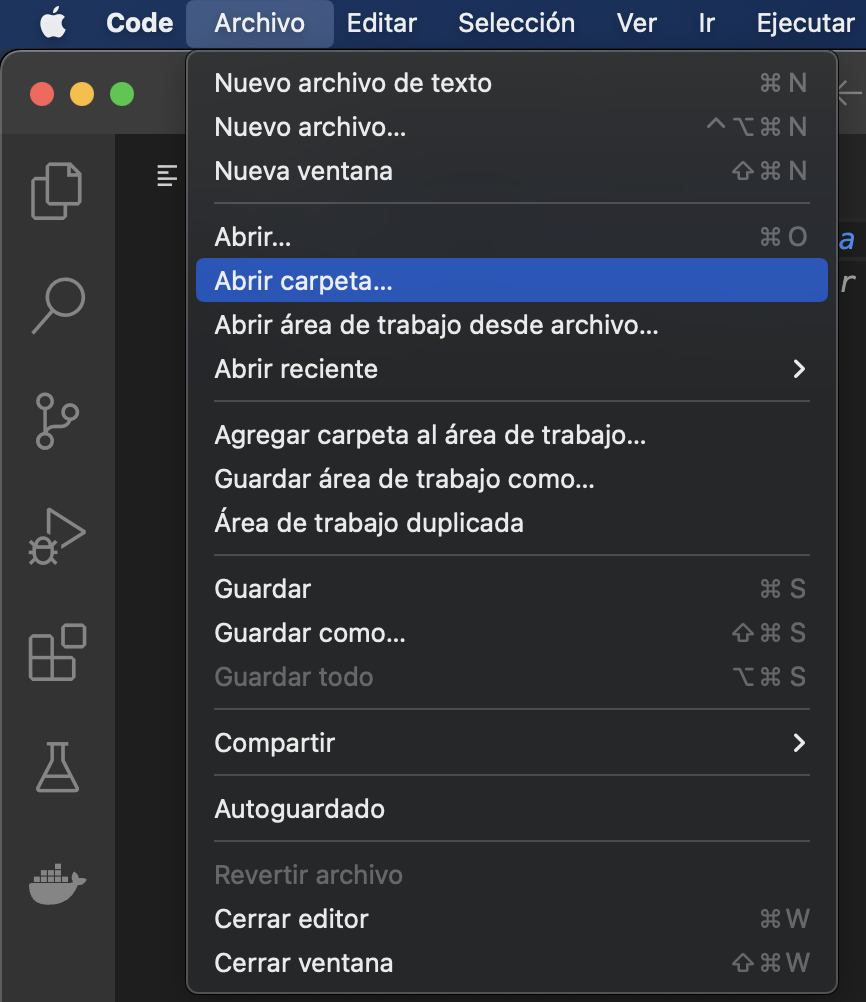 Code Archivo Editar Selección Ver Ir Ejecutar
Nuevo archivo de texto ⌘ N
Nuevo archivo... ^⌥⌘ N
Nueva ventana ⇧⌘ N
Abrir... ⌘ O
a
Abrir carpeta...
r
Abrir área de trabajo desde archivo...
Abrir reciente
Agregar carpeta al área de trabajo...
Guardar área de trabajo como...
Área de trabajo duplicada
Guardar ⌘ S
Guardar como... ⇧⌘ S
Guardar todo ⌥⌘ S
Compartir
Autoguardado
Revertir archivo
Cerrar editor ⌘W
Cerrar ventana ⇧⌘W